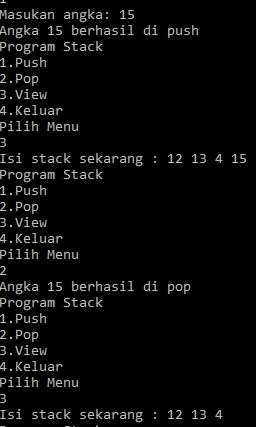 Masukan angka: 15
Angka 15 berhasil di push
Program Stack
1.Push
2.Pop
3.View
4.Keluar
Pilih Menu
3
Isi stack sekarang : 12 13 4 15
Program Stack
1.Push
2.Pop
3.View
4.Keluar
Pilih Menu
2
Angka 15 berhasil di pop
Program Stack
1.Push
2.Pop
3.View
4.Keluar
Pilih Menu
3
Isi stack sekarang : 12 13 4